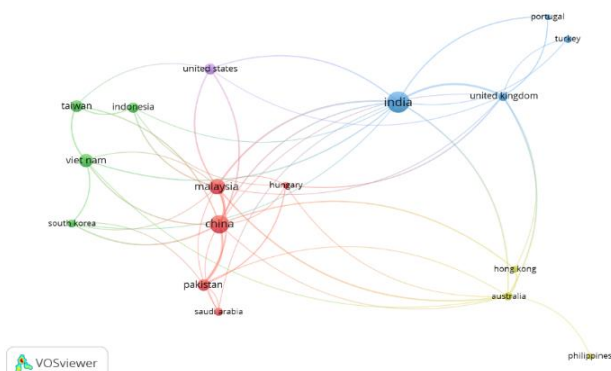 portugal
turkey
united states
india
united kingdom
taiwan
indonesia
viet nam
malaysia
hungary
china
south korea
hong kong
pakistan
australia
saudi arabia
philippines
VOSviewer